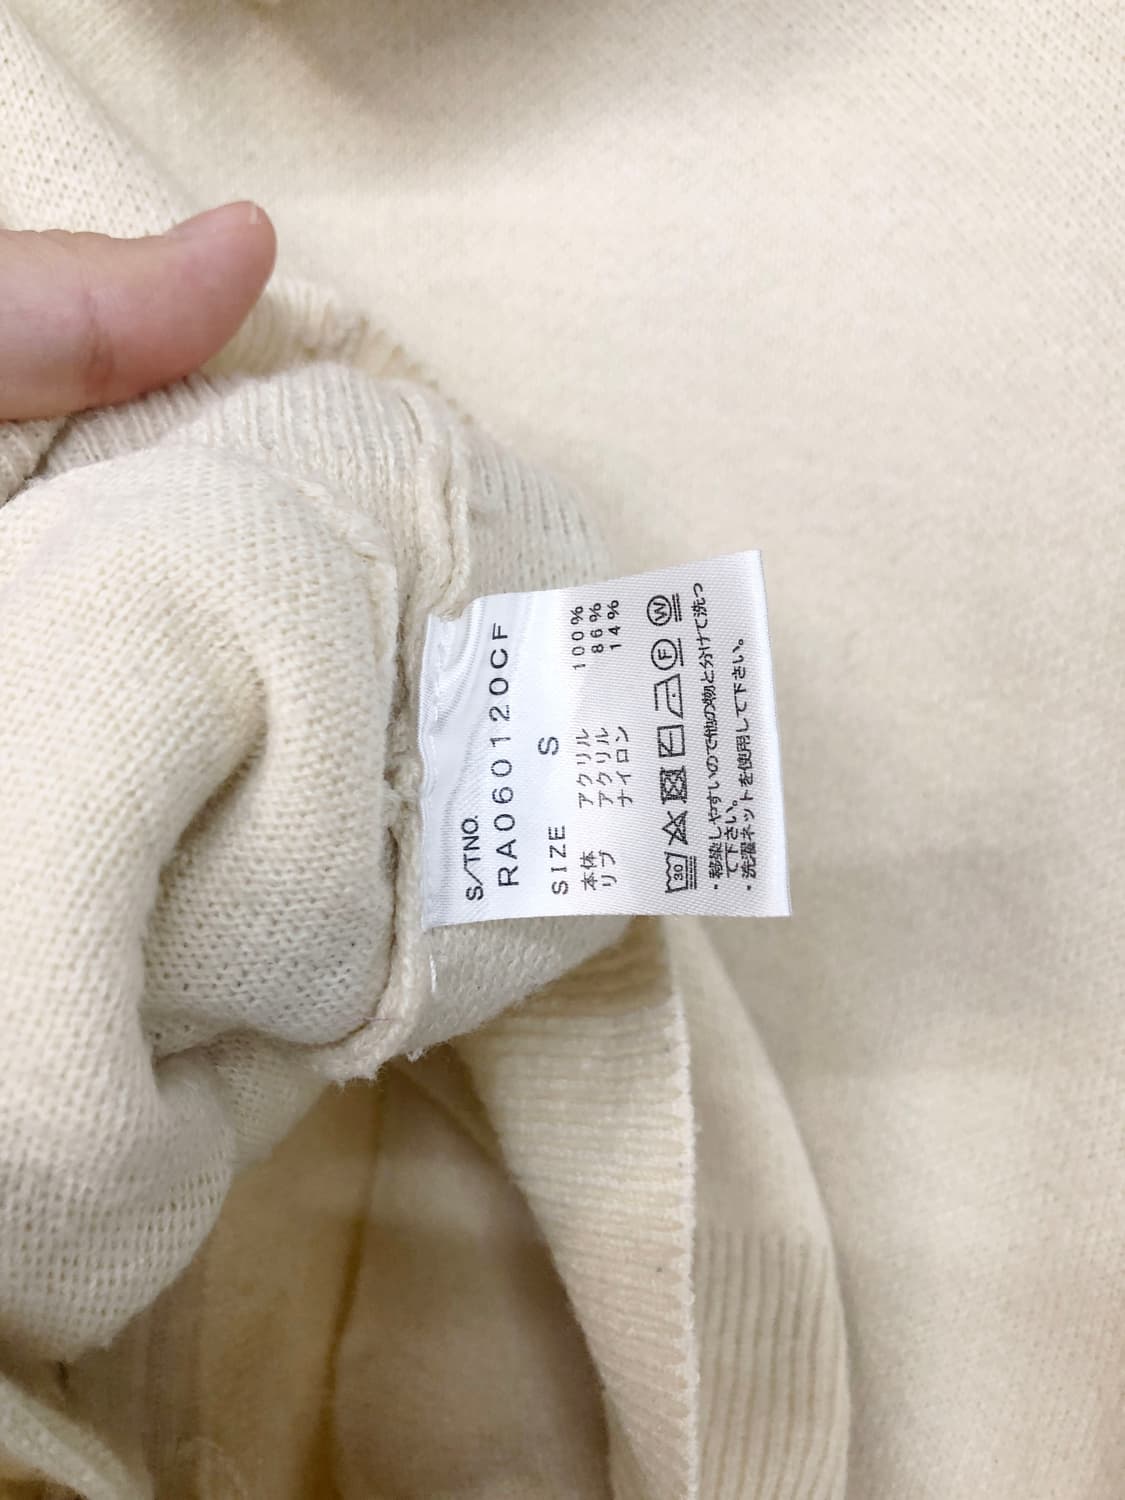 S/TNO.
RA060120CF
SIZE S
本体 アクリル 100%
リブ アクリル 86%
ナイロン 14%
30 F W
・移染しやすいので他の物と分けて洗っ
て下さい。
・洗濯ネットを使用して下さい。